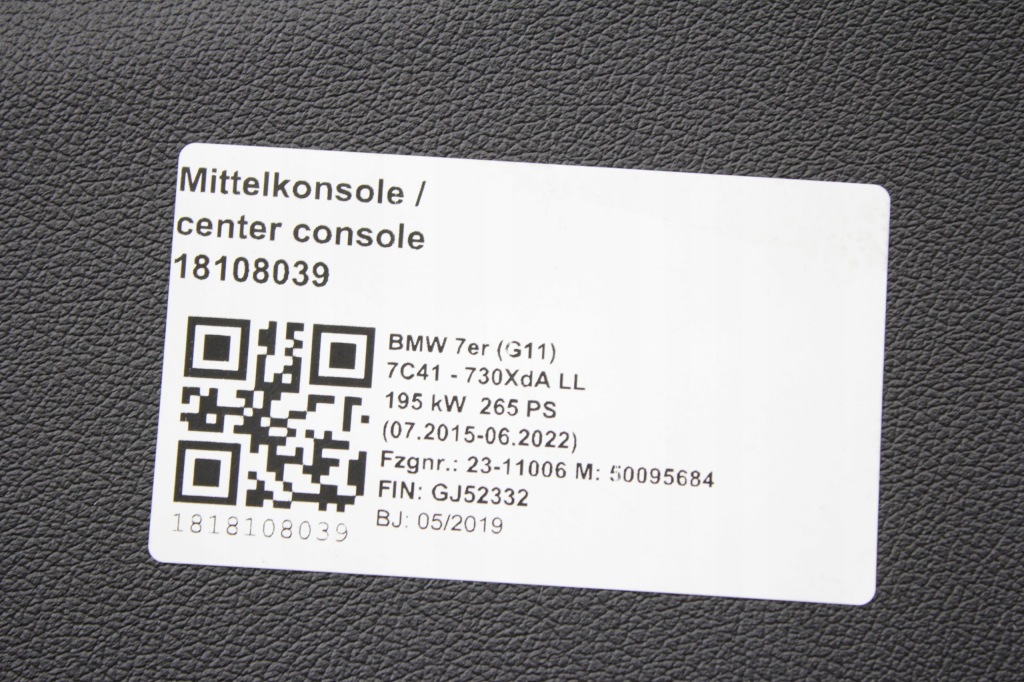 Mittelkonsole /
center console
18108039
BMW 7er (G11)
7C41 - 730XdA LL
195 kW 265 PS
(07.2015-06.2022)
Fzgnr.: 23-11006 M: 50095684
FIN: GJ52332
BJ: 05/2019
1818108039